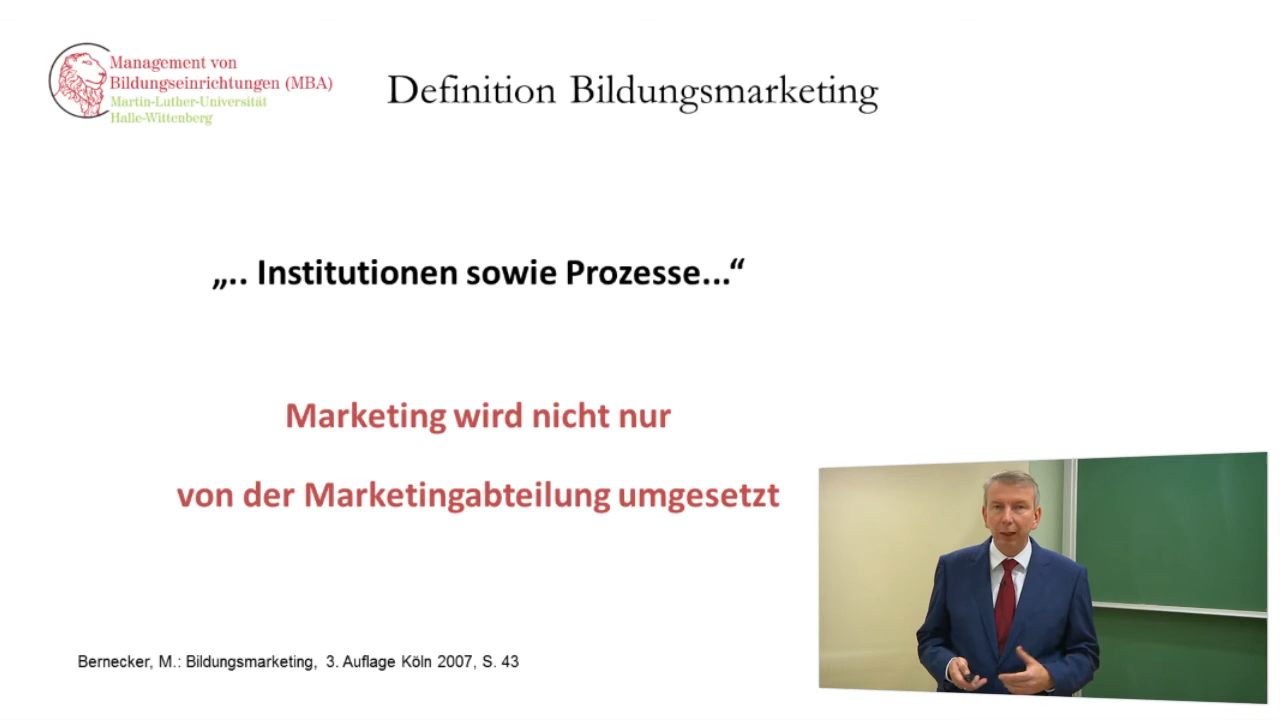 Management von
Bildungseinrichtungen (MBA)
Martin-Luther-Universität
Halle-Wittenberg
Definition Bildungsmarketing
„.. Institutionen sowie Prozesse...“
Marketing wird nicht nur
von der Marketingabteilung umgesetzt
Bernecker, M.: Bildungsmarketing, 3. Auflage Köln 2007, S. 43